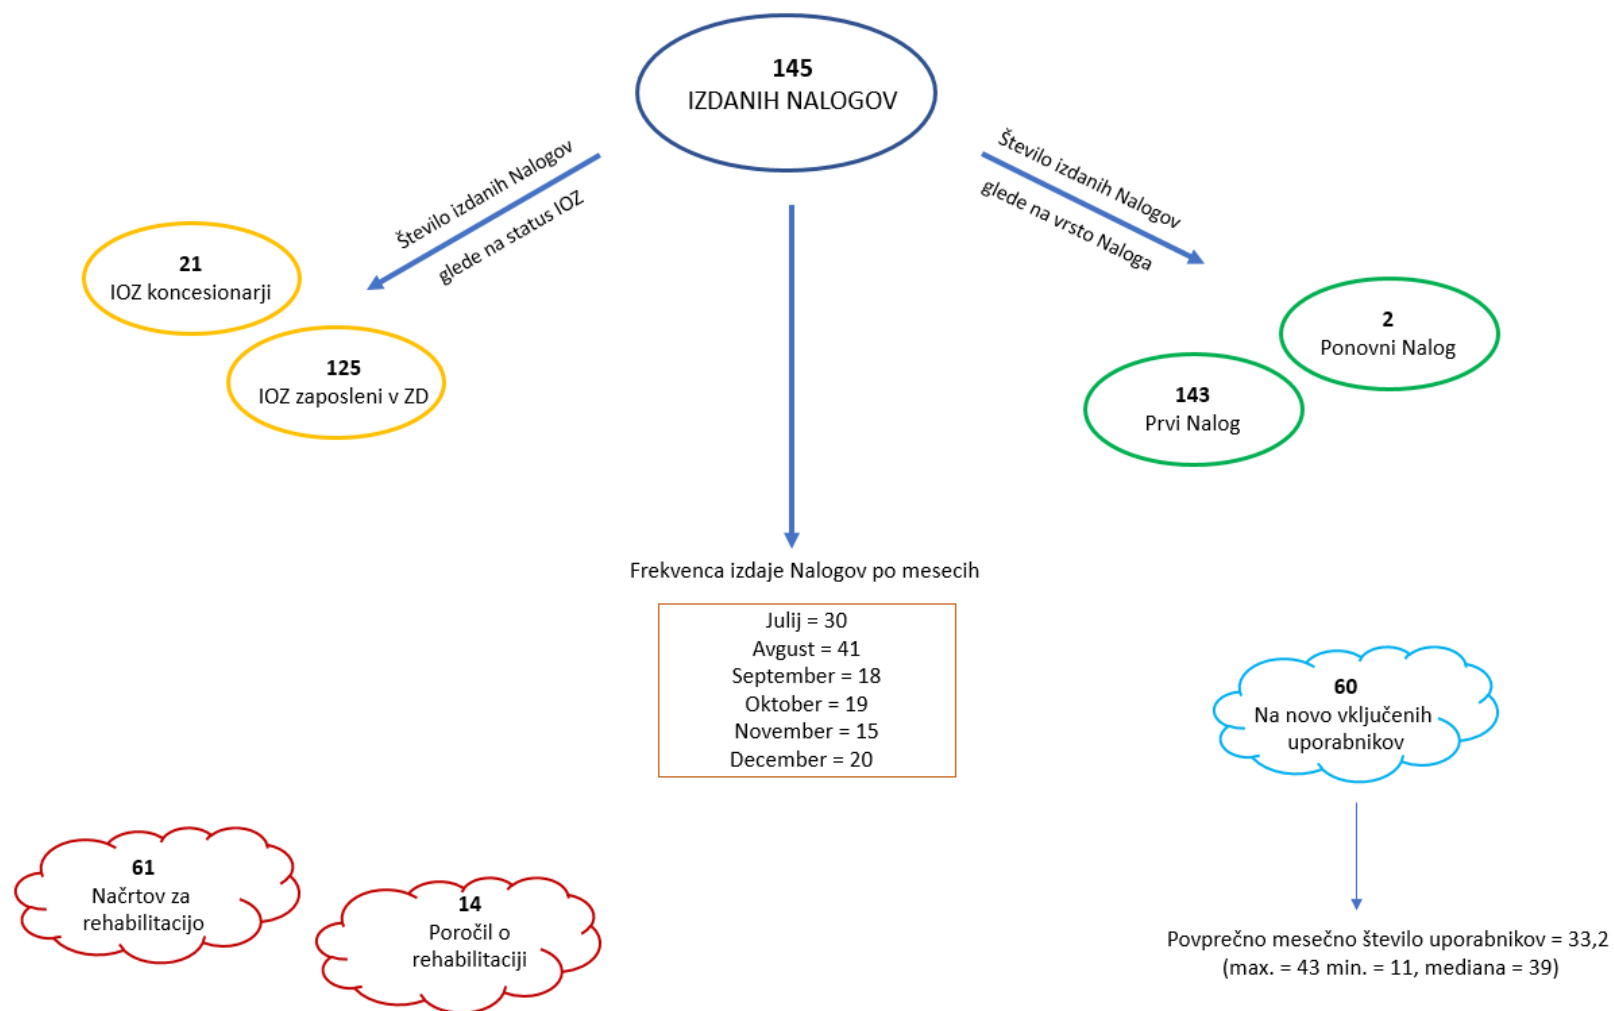 145
IZDANIH NALOGOV
Število izdanih Nalogov
glede na status IOZ
Število izdanih Nalogov
glede na vrsto Naloga
21
IOZ koncesionarji
125
IOZ zaposleni v ZD
2
Ponovni Nalog
143
Prvi Nalog
Frekvenca izdaje Nalogov po mesecih
Julij = 30
Avgust = 41
September = 18
Oktober = 19
November = 15
December = 20
60
Na novo vključenih
uporabnikov
61
Načrtov za
rehabilitacijo
14
Poročil o
rehabilitaciji
Povprečno mesečno število uporabnikov = 33,2
(max. = 43 min. = 11, mediana = 39)